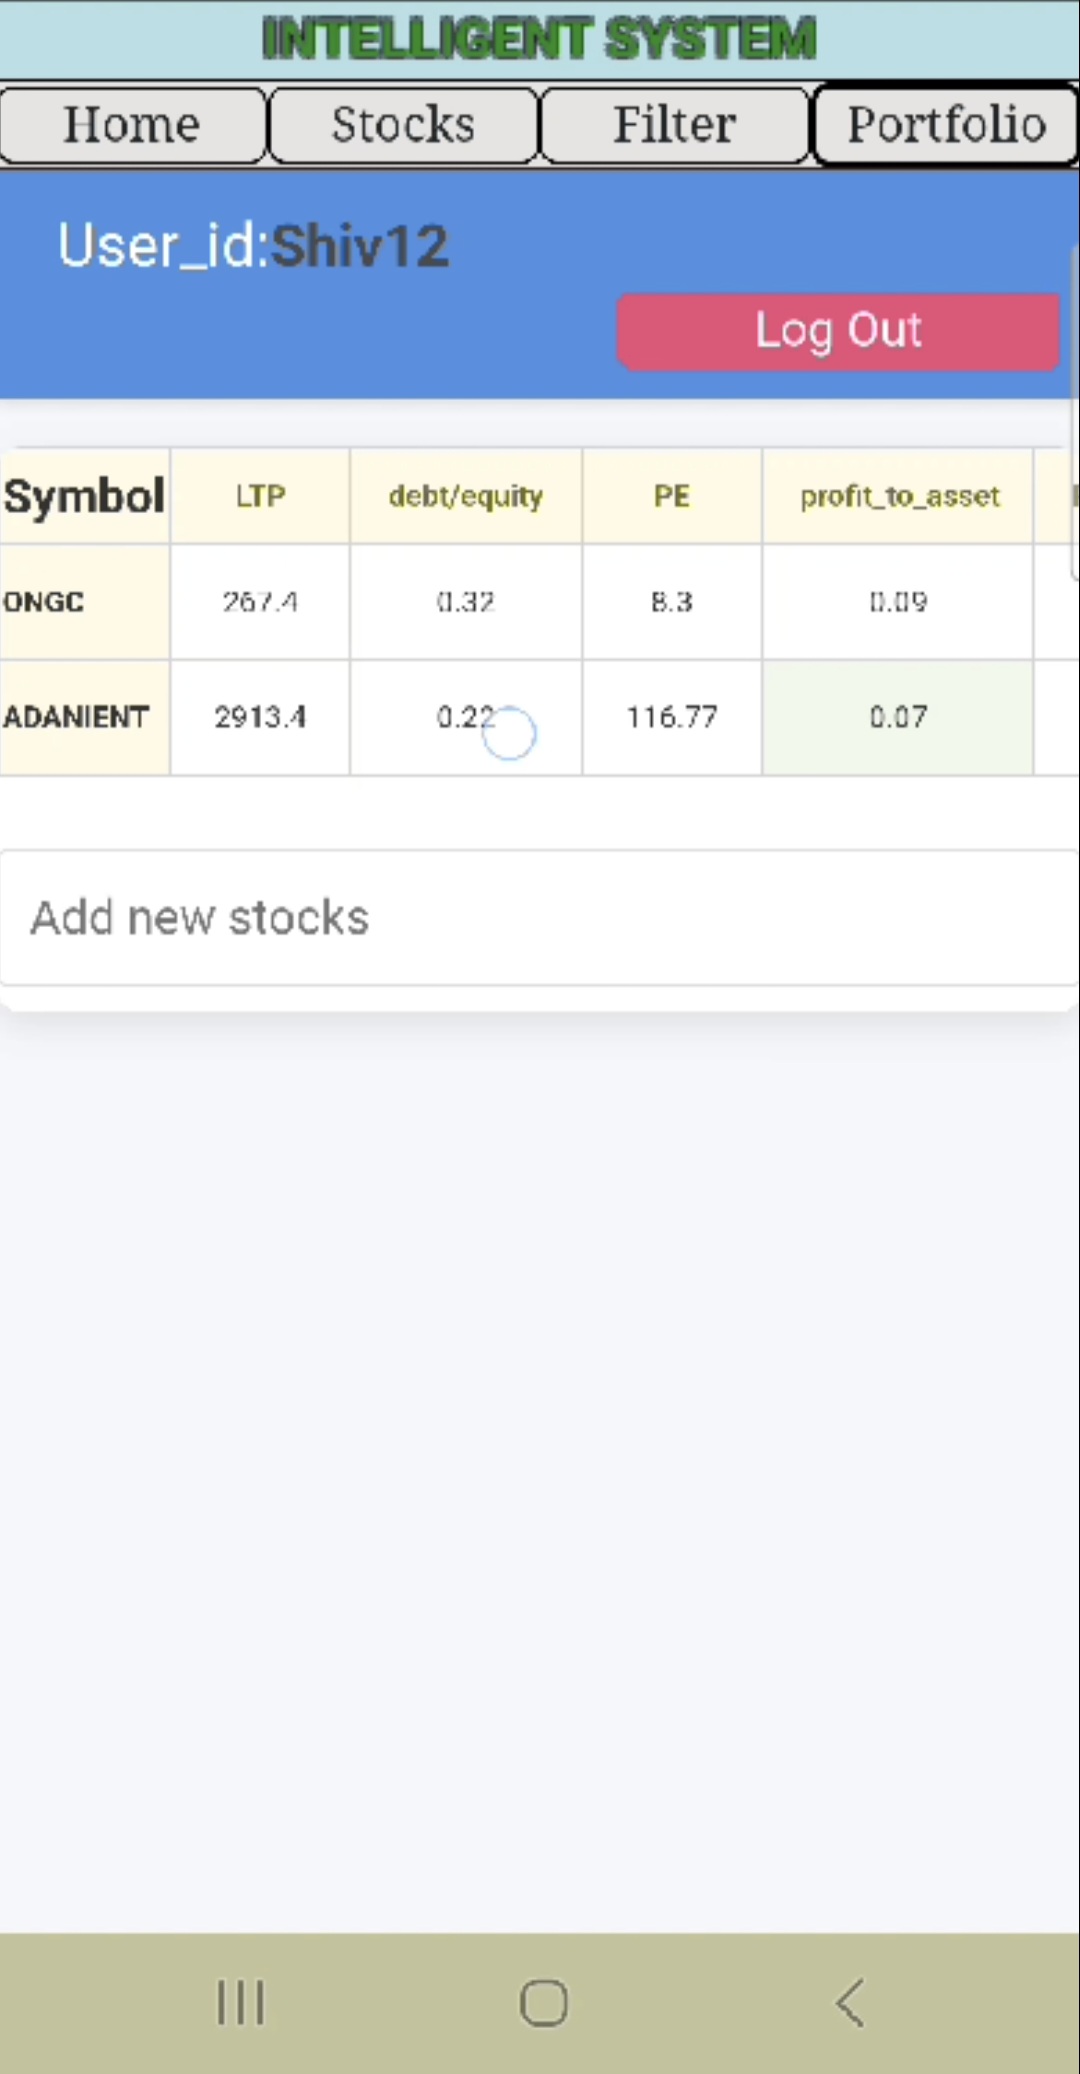 INTELLIGENT SYSTEM
Home Stocks Filter Portfolio
User_id:Shiv12
Log Out
Symbol LTP debt/equity PE profit_to_asset
ONGC 267.4 0.32 8.3 0.09
ADANIENT 2913.4 0.22 116.77 0.07
Add new stocks